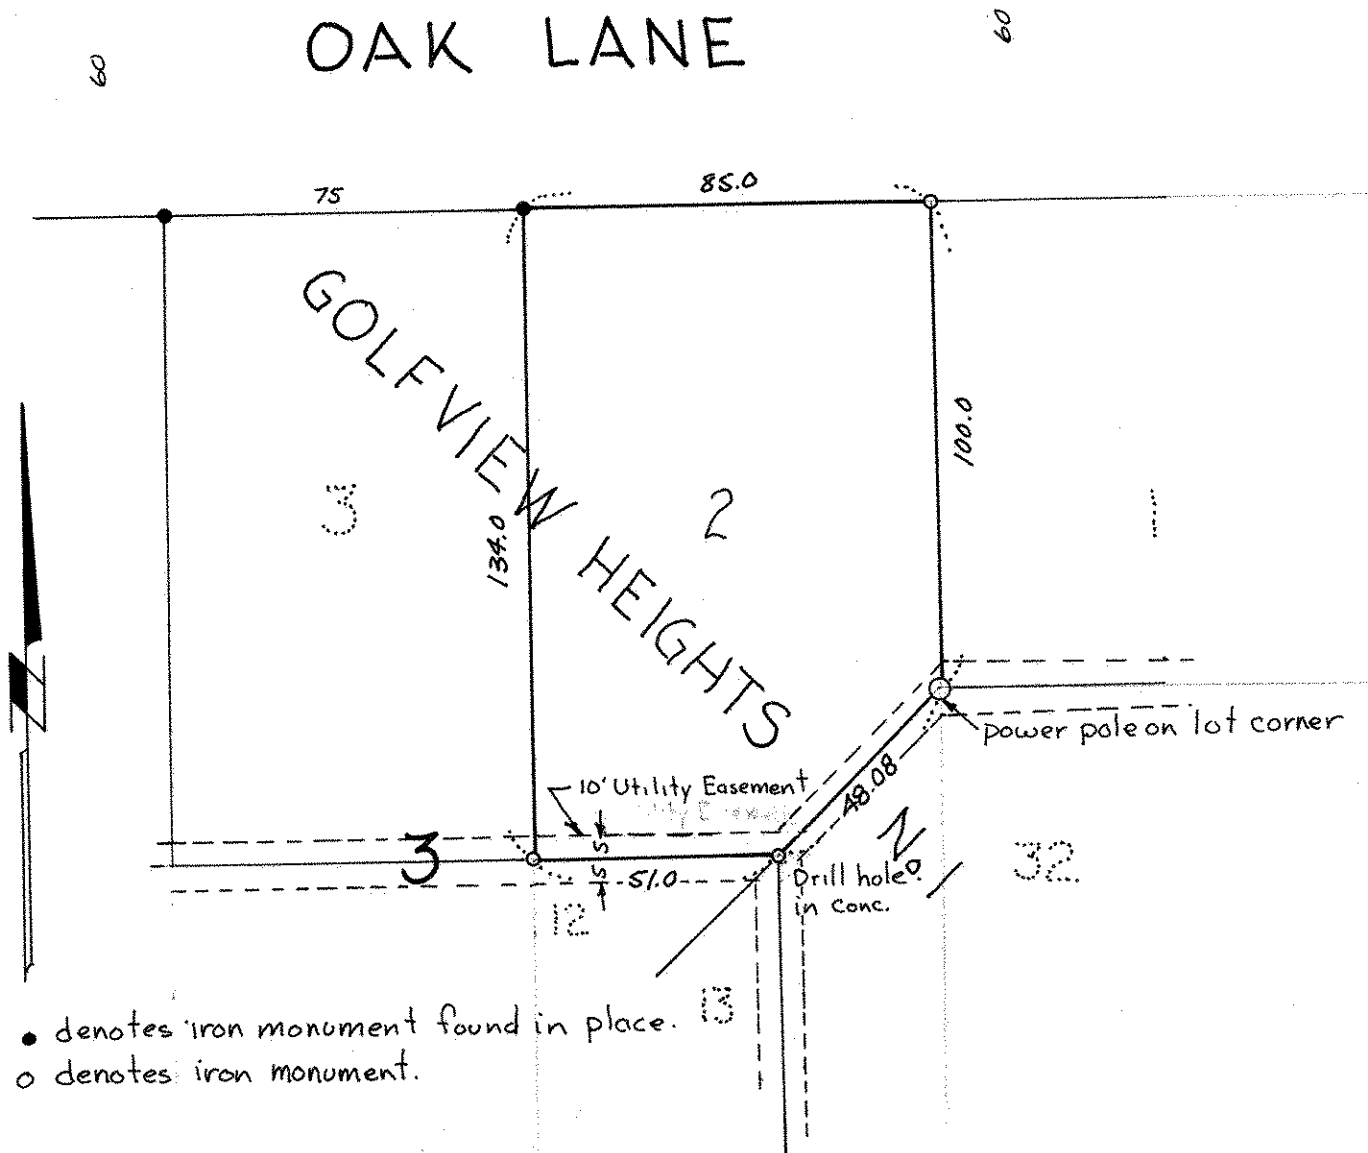 OAK LANE
60
60
75
85.0
GOLFVIEW HEIGHTS
3
2
1
134.0
100.0
power pole on lot corner
10' Utility Easement
48.08
3
5
5
51.0
Drill hole
in conc.
No. 1
32
12
13
N
● denotes iron monument found in place.
○ denotes iron monument.